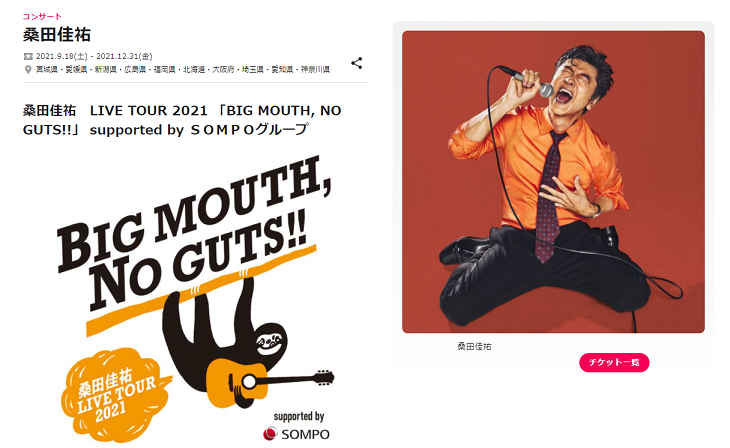 コンサート
桑田佳祐
2021.9.18(土) - 2021.12.31(金)
宮城県・愛媛県・新潟県・広島県・福岡県・北海道・大阪府・埼玉県・愛知県・神奈川県
桑田佳祐　LIVE TOUR 2021 「BIG MOUTH, NO
GUTS!!」 supported by ＳＯＭＰＯグループ
BIG MOUTH,
NO GUTS!!
桑田佳祐
LIVE TOUR
2021
supported by
SOMPO
桑田佳祐
チケット一覧